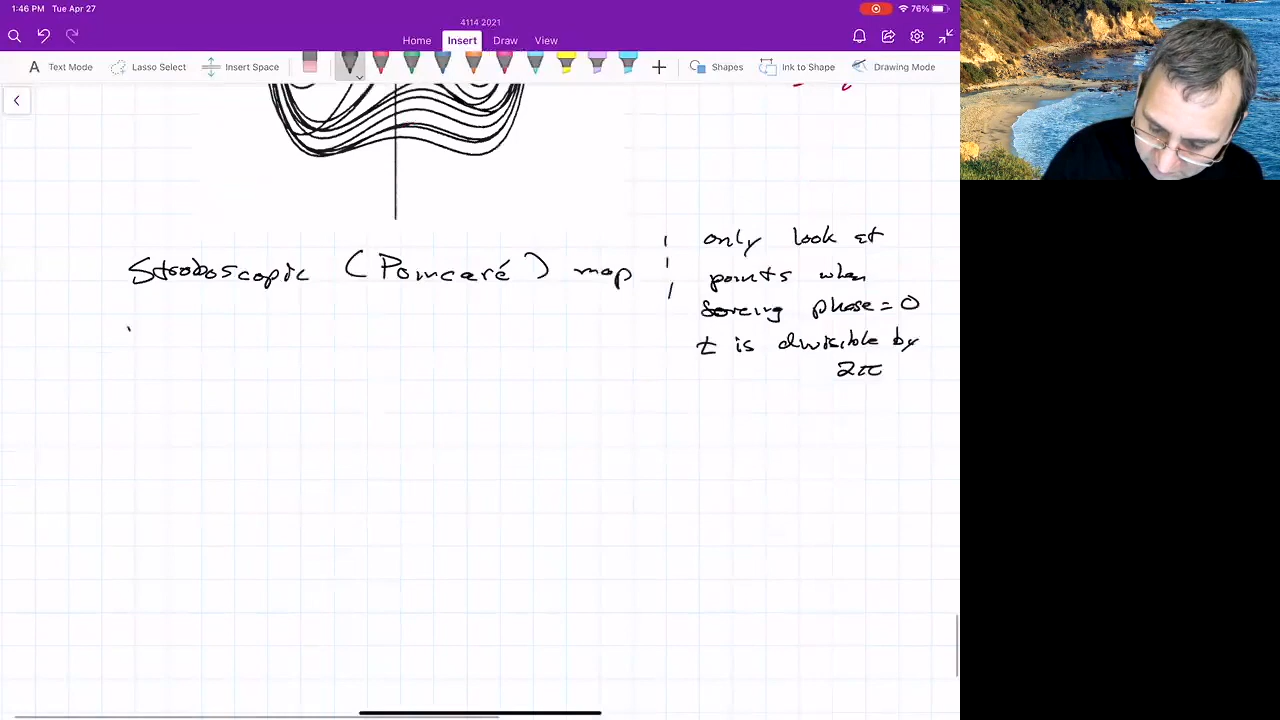 1:46 PM Tue Apr 27
76%
4114 2021
Home Insert Draw View
Text Mode Lasso Select Insert Space Shapes Ink to Shape Drawing Mode
Stroboscopic (Poincaré) map
only look at
points when
forcing phase = 0
t is divisible by
2π